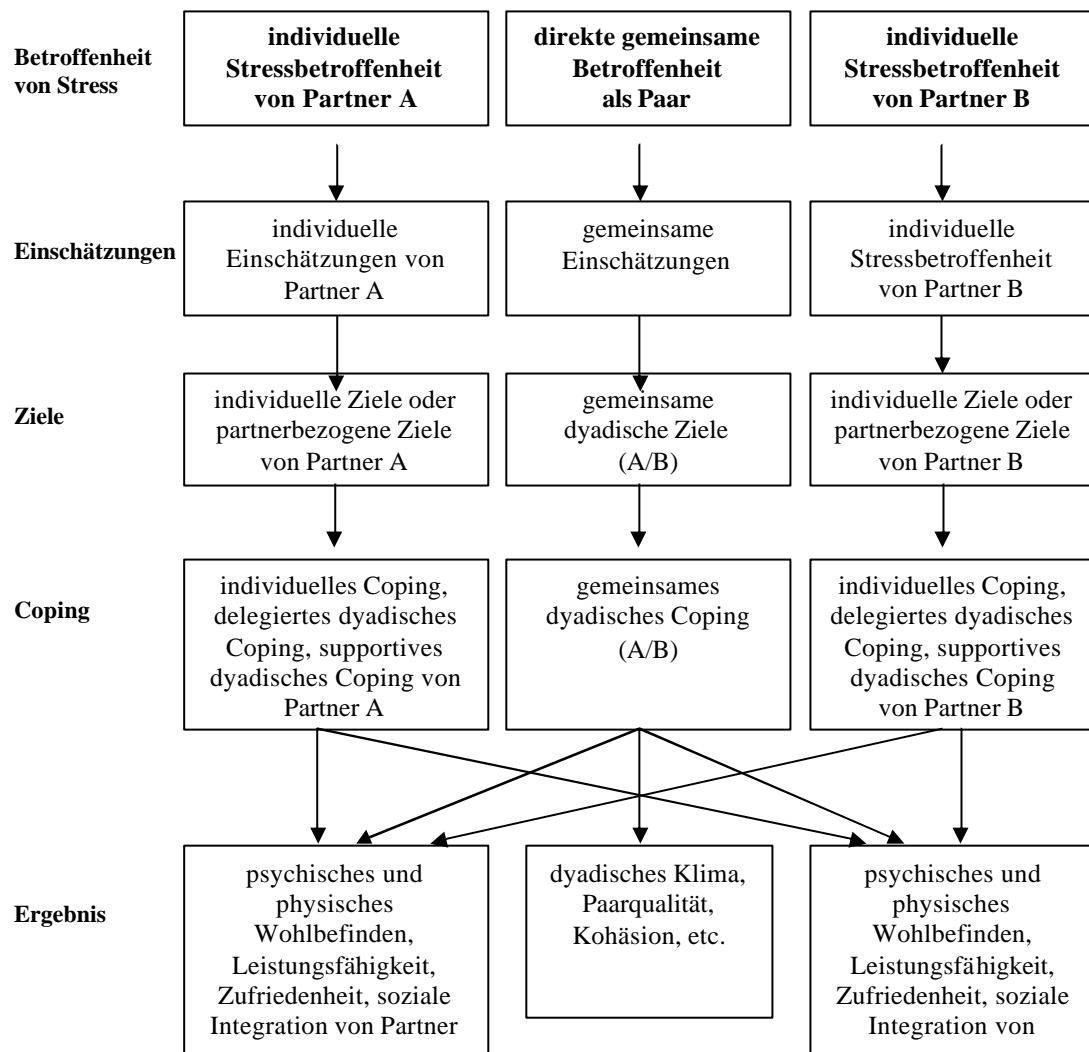 Betroffenheit
von Stress
individuelle
Stressbetroffenheit
von Partner A
direkte gemeinsame
Betroffenheit
als Paar
individuelle
Stressbetroffenheit
von Partner B
Einschätzungen
individuelle
Einschätzungen von
Partner A
gemeinsame
Einschätzungen
individuelle
Stressbetroffenheit
von Partner B
Ziele
individuelle Ziele oder
partnerbezogene Ziele
von Partner A
gemeinsame
dyadische Ziele
(A/B)
individuelle Ziele oder
partnerbezogene Ziele
von Partner B
Coping
individuelles Coping,
delegiertes dyadisches
Coping, supportives
dyadisches Coping von
Partner A
gemeinsames
dyadisches Coping
(A/B)
individuelles Coping,
delegiertes dyadisches
Coping, supportives
dyadisches Coping
von Partner B
Ergebnis
psychisches und
physisches
Wohlbefinden,
Leistungsfähigkeit,
Zufriedenheit, soziale
Integration von Partner
dyadisches Klima,
Paarqualität,
Kohäsion, etc.
psychisches und
physisches
Wohlbefinden,
Leistungsfähigkeit,
Zufriedenheit, soziale
Integration von